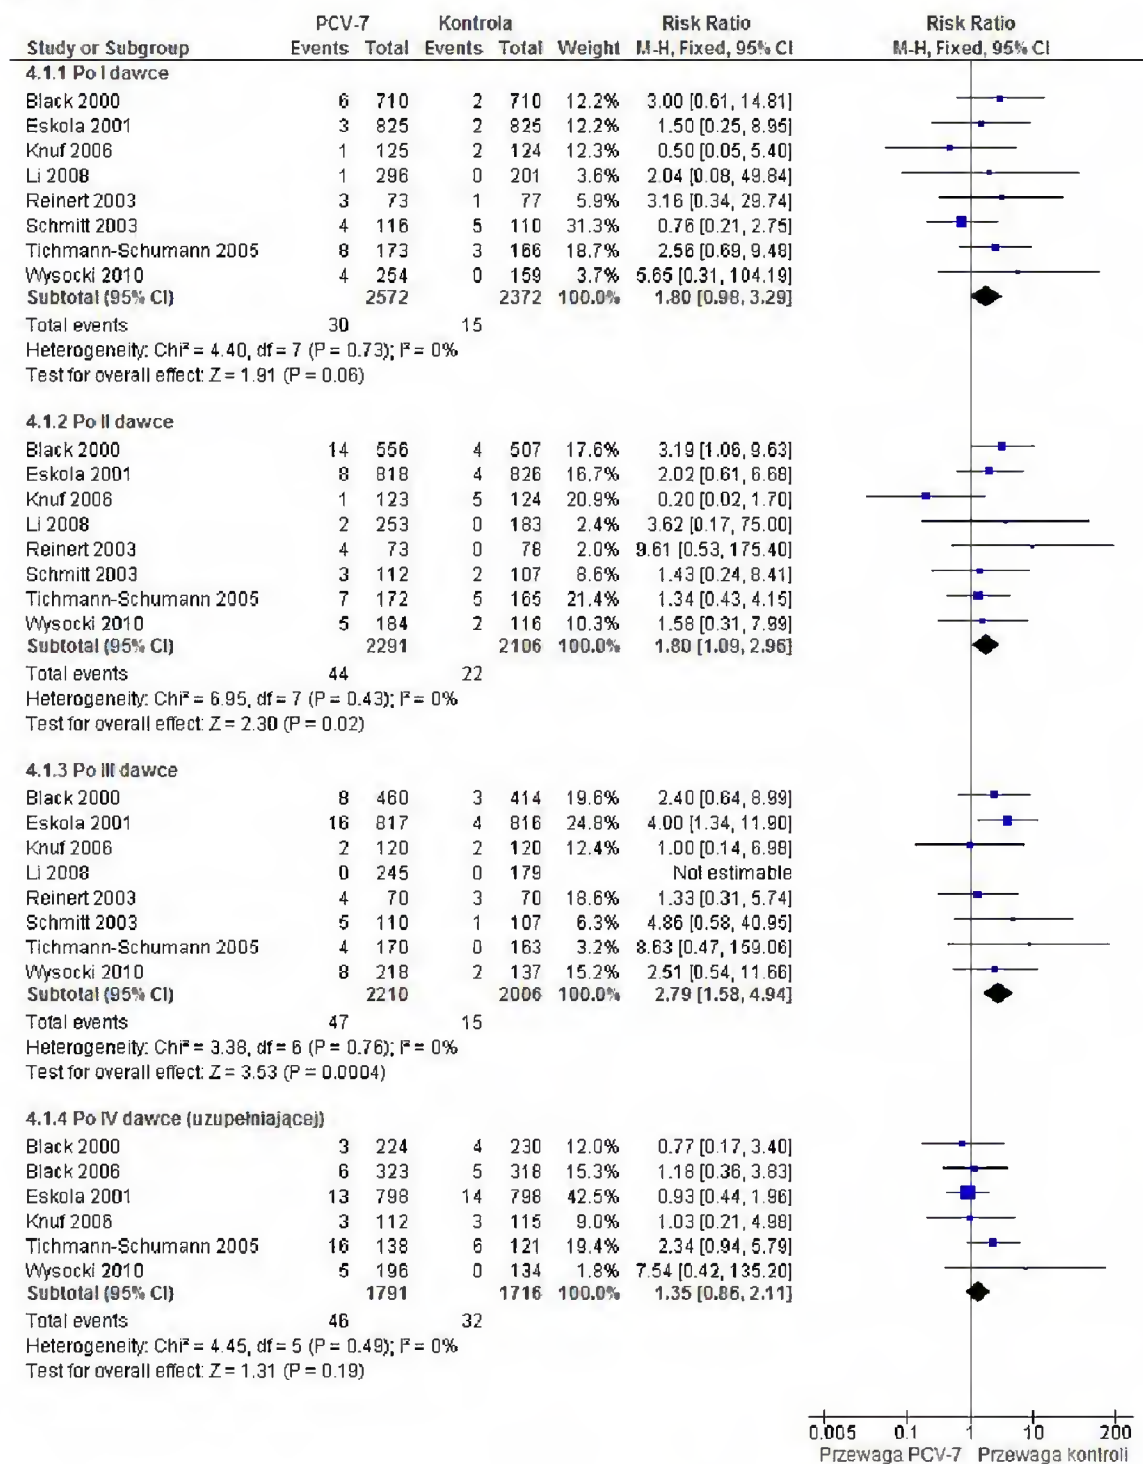 PCV-7 Kontrola Risk Ratio Risk Ratio
Study or Subgroup Events Total Events Total Weight M-H, Fixed, 95% CI M-H, Fixed, 95% CI
4.1.1 Po I dawce
Black 2000 6 710 2 710 12.2% 3.00 [0.61, 14.81]
Eskola 2001 3 825 2 825 12.2% 1.50 [0.25, 8.95]
Knuf 2006 1 125 2 124 12.3% 0.50 [0.05, 5.40]
Li 2008 1 296 0 201 3.6% 2.04 [0.08, 49.84]
Reinert 2003 3 73 1 77 5.9% 3.16 [0.34, 29.74]
Schmitt 2003 4 116 5 110 31.3% 0.76 [0.21, 2.75]
Tichmann-Schumann 2005 8 173 3 166 18.7% 2.56 [0.69, 9.48]
Wysocki 2010 4 254 0 159 3.7% 5.65 [0.31, 104.19]
Subtotal (95% CI) 2572 2372 100.0% 1.80 [0.98, 3.29]
Total events 30 15
Heterogeneity: Chi² = 4.40, df = 7 (P = 0.73); I² = 0%
Test for overall effect: Z = 1.91 (P = 0.06)
4.1.2 Po II dawce
Black 2000 14 556 4 507 17.6% 3.19 [1.06, 9.63]
Eskola 2001 8 818 4 826 16.7% 2.02 [0.61, 6.68]
Knuf 2006 1 123 5 124 20.9% 0.20 [0.02, 1.70]
Li 2008 2 253 0 183 2.4% 3.62 [0.17, 75.00]
Reinert 2003 4 73 0 78 2.0% 9.61 [0.53, 175.40]
Schmitt 2003 3 112 2 107 8.6% 1.43 [0.24, 8.41]
Tichmann-Schumann 2005 7 172 5 165 21.4% 1.34 [0.43, 4.15]
Wysocki 2010 5 184 2 116 10.3% 1.58 [0.31, 7.99]
Subtotal (95% CI) 2291 2106 100.0% 1.80 [1.09, 2.96]
Total events 44 22
Heterogeneity: Chi² = 6.95, df = 7 (P = 0.43); I² = 0%
Test for overall effect: Z = 2.30 (P = 0.02)
4.1.3 Po III dawce
Black 2000 8 460 3 414 19.6% 2.40 [0.64, 8.99]
Eskola 2001 16 817 4 816 24.8% 4.00 [1.34, 11.90]
Knuf 2006 2 120 2 120 12.4% 1.00 [0.14, 6.98]
Li 2008 0 245 0 179 Not estimable
Reinert 2003 4 70 3 70 18.6% 1.33 [0.31, 5.74]
Schmitt 2003 5 110 1 107 6.3% 4.86 [0.58, 40.95]
Tichmann-Schumann 2005 4 170 0 163 3.2% 8.63 [0.47, 159.06]
Wysocki 2010 8 218 2 137 15.2% 2.51 [0.54, 11.66]
Subtotal (95% CI) 2210 2006 100.0% 2.79 [1.58, 4.94]
Total events 47 15
Heterogeneity: Chi² = 3.38, df = 6 (P = 0.76); I² = 0%
Test for overall effect: Z = 3.53 (P = 0.0004)
4.1.4 Po IV dawce (uzupełniającej)
Black 2000 3 224 4 230 12.0% 0.77 [0.17, 3.40]
Black 2006 6 323 5 318 15.3% 1.18 [0.36, 3.83]
Eskola 2001 13 798 14 798 42.5% 0.93 [0.44, 1.96]
Knuf 2006 3 112 3 115 9.0% 1.03 [0.21, 4.98]
Tichmann-Schumann 2005 16 138 6 121 19.4% 2.34 [0.94, 5.79]
Wysocki 2010 5 196 0 134 1.8% 7.54 [0.42, 135.20]
Subtotal (95% CI) 1791 1716 100.0% 1.35 [0.86, 2.11]
Total events 46 32
Heterogeneity: Chi² = 4.45, df = 5 (P = 0.49); I² = 0%
Test for overall effect: Z = 1.31 (P = 0.19)
0.005 0.1 1 10 200
Przewaga PCV-7 Przewaga kontroli